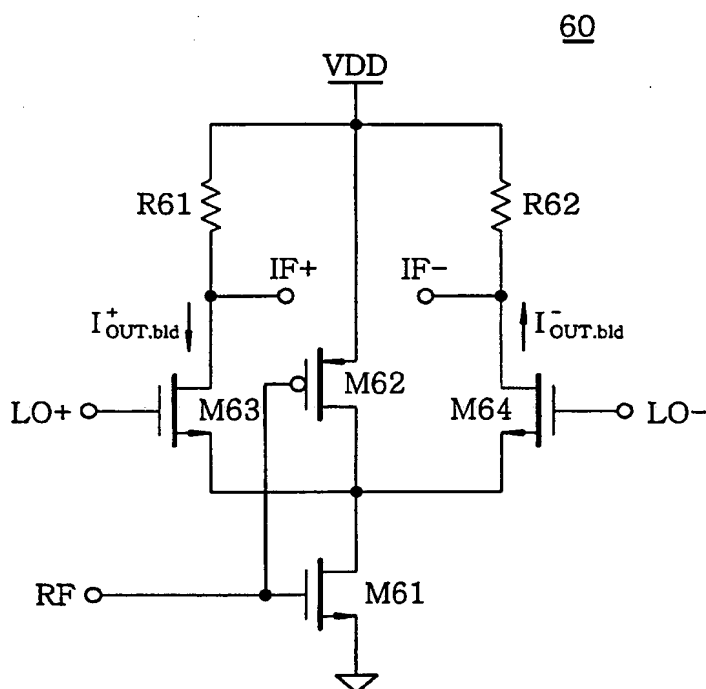 60
VDD
R61
R62
IF+
IF-
I+OUT.bld
I-OUT.bld
M62
LO+
M63
M64
LO-
RF
M61